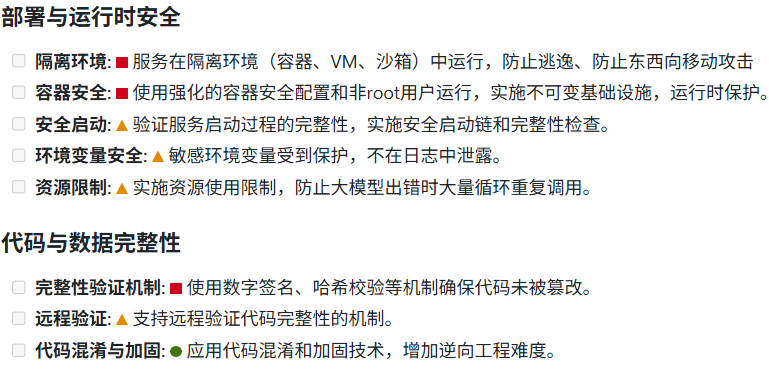 部署与运行时安全
隔离环境: 服务在隔离环境（容器、VM、沙箱）中运行，防止逃逸、防止东西向移动攻击
容器安全: 使用强化的容器安全配置和非root用户运行，实施不可变基础设施，运行时保护。
安全启动: 验证服务启动过程的完整性，实施安全启动链和完整性检查。
环境变量安全: 敏感环境变量受到保护，不在日志中泄露。
资源限制: 实施资源使用限制，防止大模型出错时大量循环重复调用。
代码与数据完整性
完整性验证机制: 使用数字签名、哈希校验等机制确保代码未被篡改。
远程验证: 支持远程验证代码完整性的机制。
代码混淆与加固: 应用代码混淆和加固技术，增加逆向工程难度。